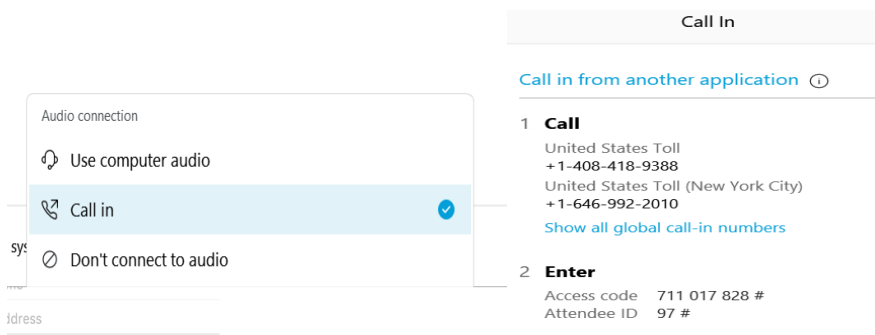 Audio connection
Use computer audio
Call in
Don't connect to audio
sys
ddress
Call In
Call in from another application
1 Call
United States Toll
+1-408-418-9388
United States Toll (New York City)
+1-646-992-2010
Show all global call-in numbers
2 Enter
Access code 711 017 828 #
Attendee ID 97 #